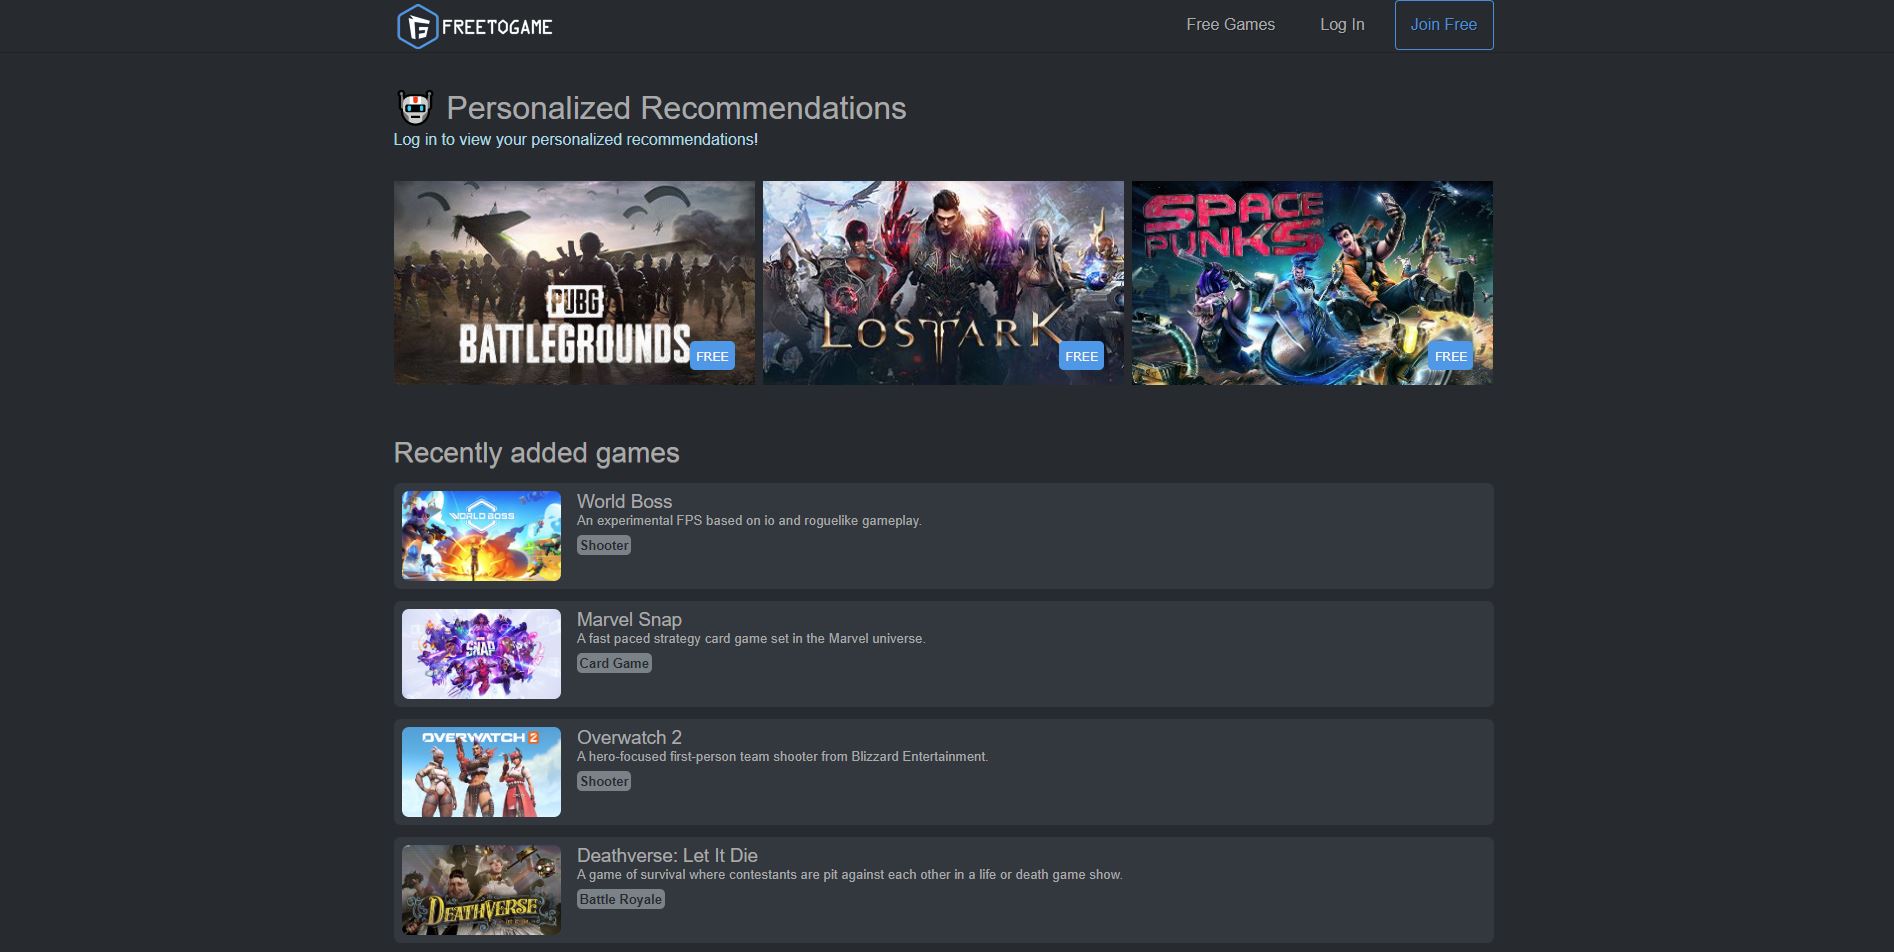 FREETOGAME
Free Games
Log In
Join Free
Personalized Recommendations
Log in to view your personalized recommendations!
PUBG
BATTLEGROUNDS
FREE
LOST ARK
FREE
SPACE
PUNKS
FREE
Recently added games
WORLD BOSS
World Boss
An experimental FPS based on io and roguelike gameplay.
Shooter
SNAP
Marvel Snap
A fast paced strategy card game set in the Marvel universe.
Card Game
OVERWATCH 2
Overwatch 2
A hero-focused first-person team shooter from Blizzard Entertainment.
Shooter
DEATHVERSE
Deathverse: Let It Die
A game of survival where contestants are pit against each other in a life or death game show.
Battle Royale